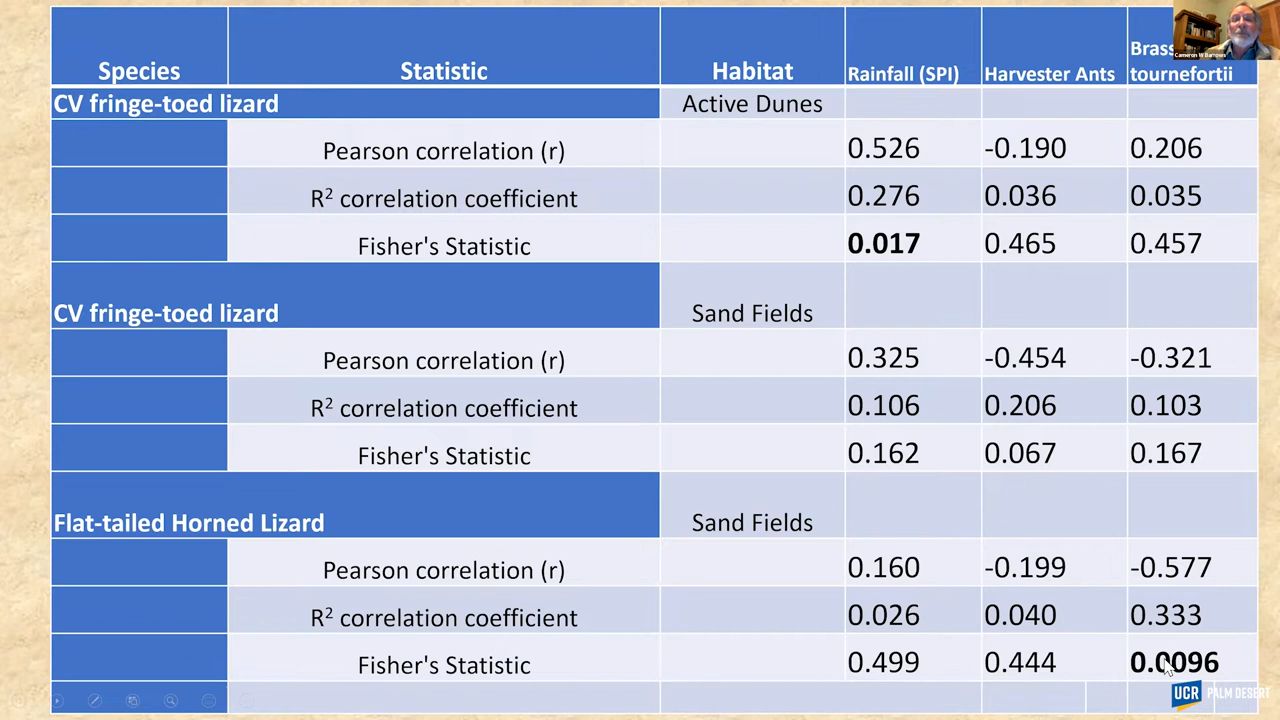 Species Statistic Habitat Rainfall (SPI) Harvester Ants tournefortii
CV fringe-toed lizard Active Dunes
Pearson correlation (r) 0.526 -0.190 0.206
R² correlation coefficient 0.276 0.036 0.035
Fisher's Statistic 0.017 0.465 0.457
CV fringe-toed lizard Sand Fields
Pearson correlation (r) 0.325 -0.454 -0.321
R² correlation coefficient 0.106 0.206 0.103
Fisher's Statistic 0.162 0.067 0.167
Flat-tailed Horned Lizard Sand Fields
Pearson correlation (r) 0.160 -0.199 -0.577
R² correlation coefficient 0.026 0.040 0.333
Fisher's Statistic 0.499 0.444 0.0096
Cameron W Barrows
UCR PALM DESERT